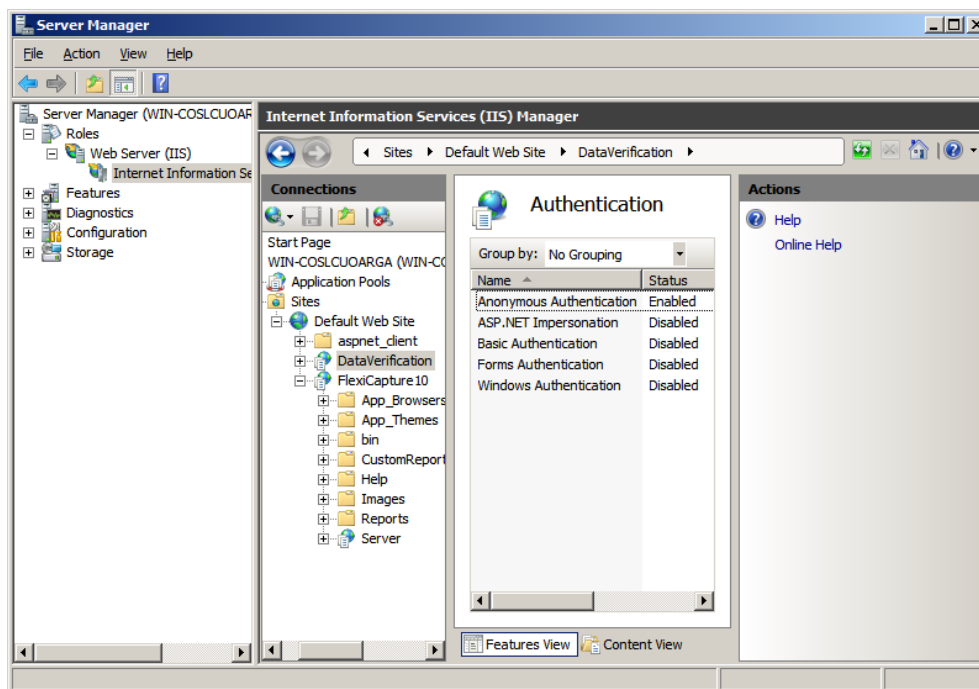 Server Manager
File Action View Help
Server Manager (WIN-COSLCUOAR
Roles
Web Server (IIS)
Internet Information Se
Features
Diagnostics
Configuration
Storage
Internet Information Services (IIS) Manager
Sites Default Web Site DataVerification
Connections
Start Page
WIN-COSLCUOARGA (WIN-CO
Application Pools
Sites
Default Web Site
aspnet_client
DataVerification
FlexiCapture10
App_Browsers
App_Themes
bin
CustomReport
Help
Images
Reports
Server
Authentication
Group by: No Grouping
Name Status
Anonymous Authentication Enabled
ASP.NET Impersonation Disabled
Basic Authentication Disabled
Forms Authentication Disabled
Windows Authentication Disabled
Features View Content View
Actions
Help
Online Help